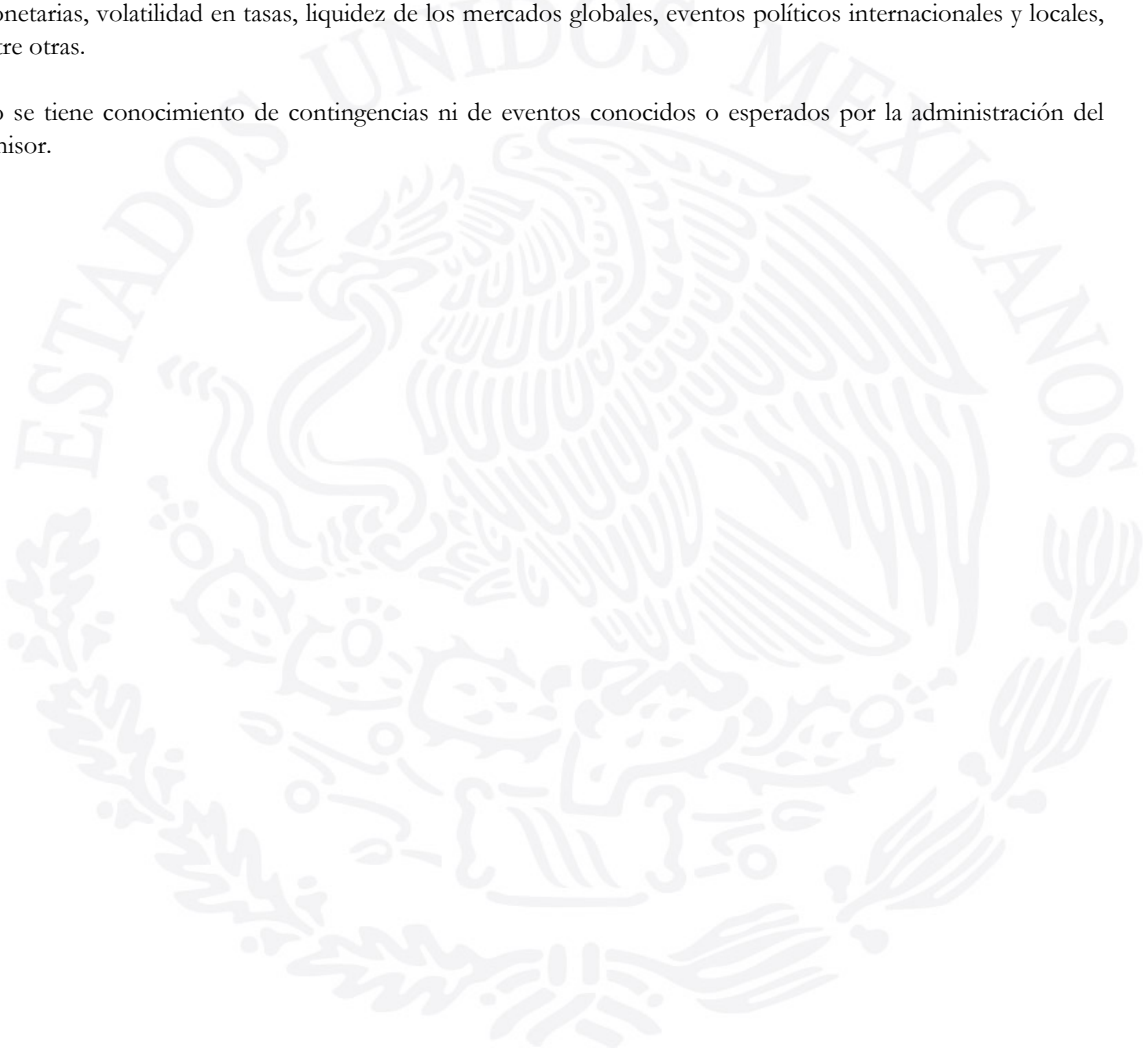 onetarias, volatilidad en tasas, liquidez de los mercados globales, eventos políticos internacionales y locales,
tre otras.
o se tiene conocimiento de contingencias ni de eventos conocidos o esperados por la administración del
nisor.
ESTADOS UNIDOS MEXICANOS